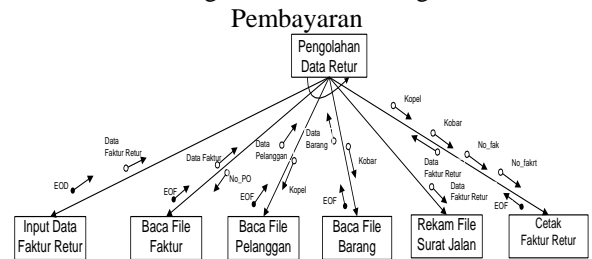 Pembayaran
Pengolahan
Data Retur
Kopel
Kobar
No_fak
No_fakrt
Data
Faktur Retur
EOD
Data Faktur
No_PO
EOF
Data
Pelanggan
Kopel
EOF
Data
Barang
Kobar
EOF
Data
Faktur Retur
Data
Faktur Retur
EOF
Input Data
Faktur Retur
Baca File
Faktur
Baca File
Pelanggan
Baca File
Barang
Rekam File
Surat Jalan
Cetak
Faktur Retur